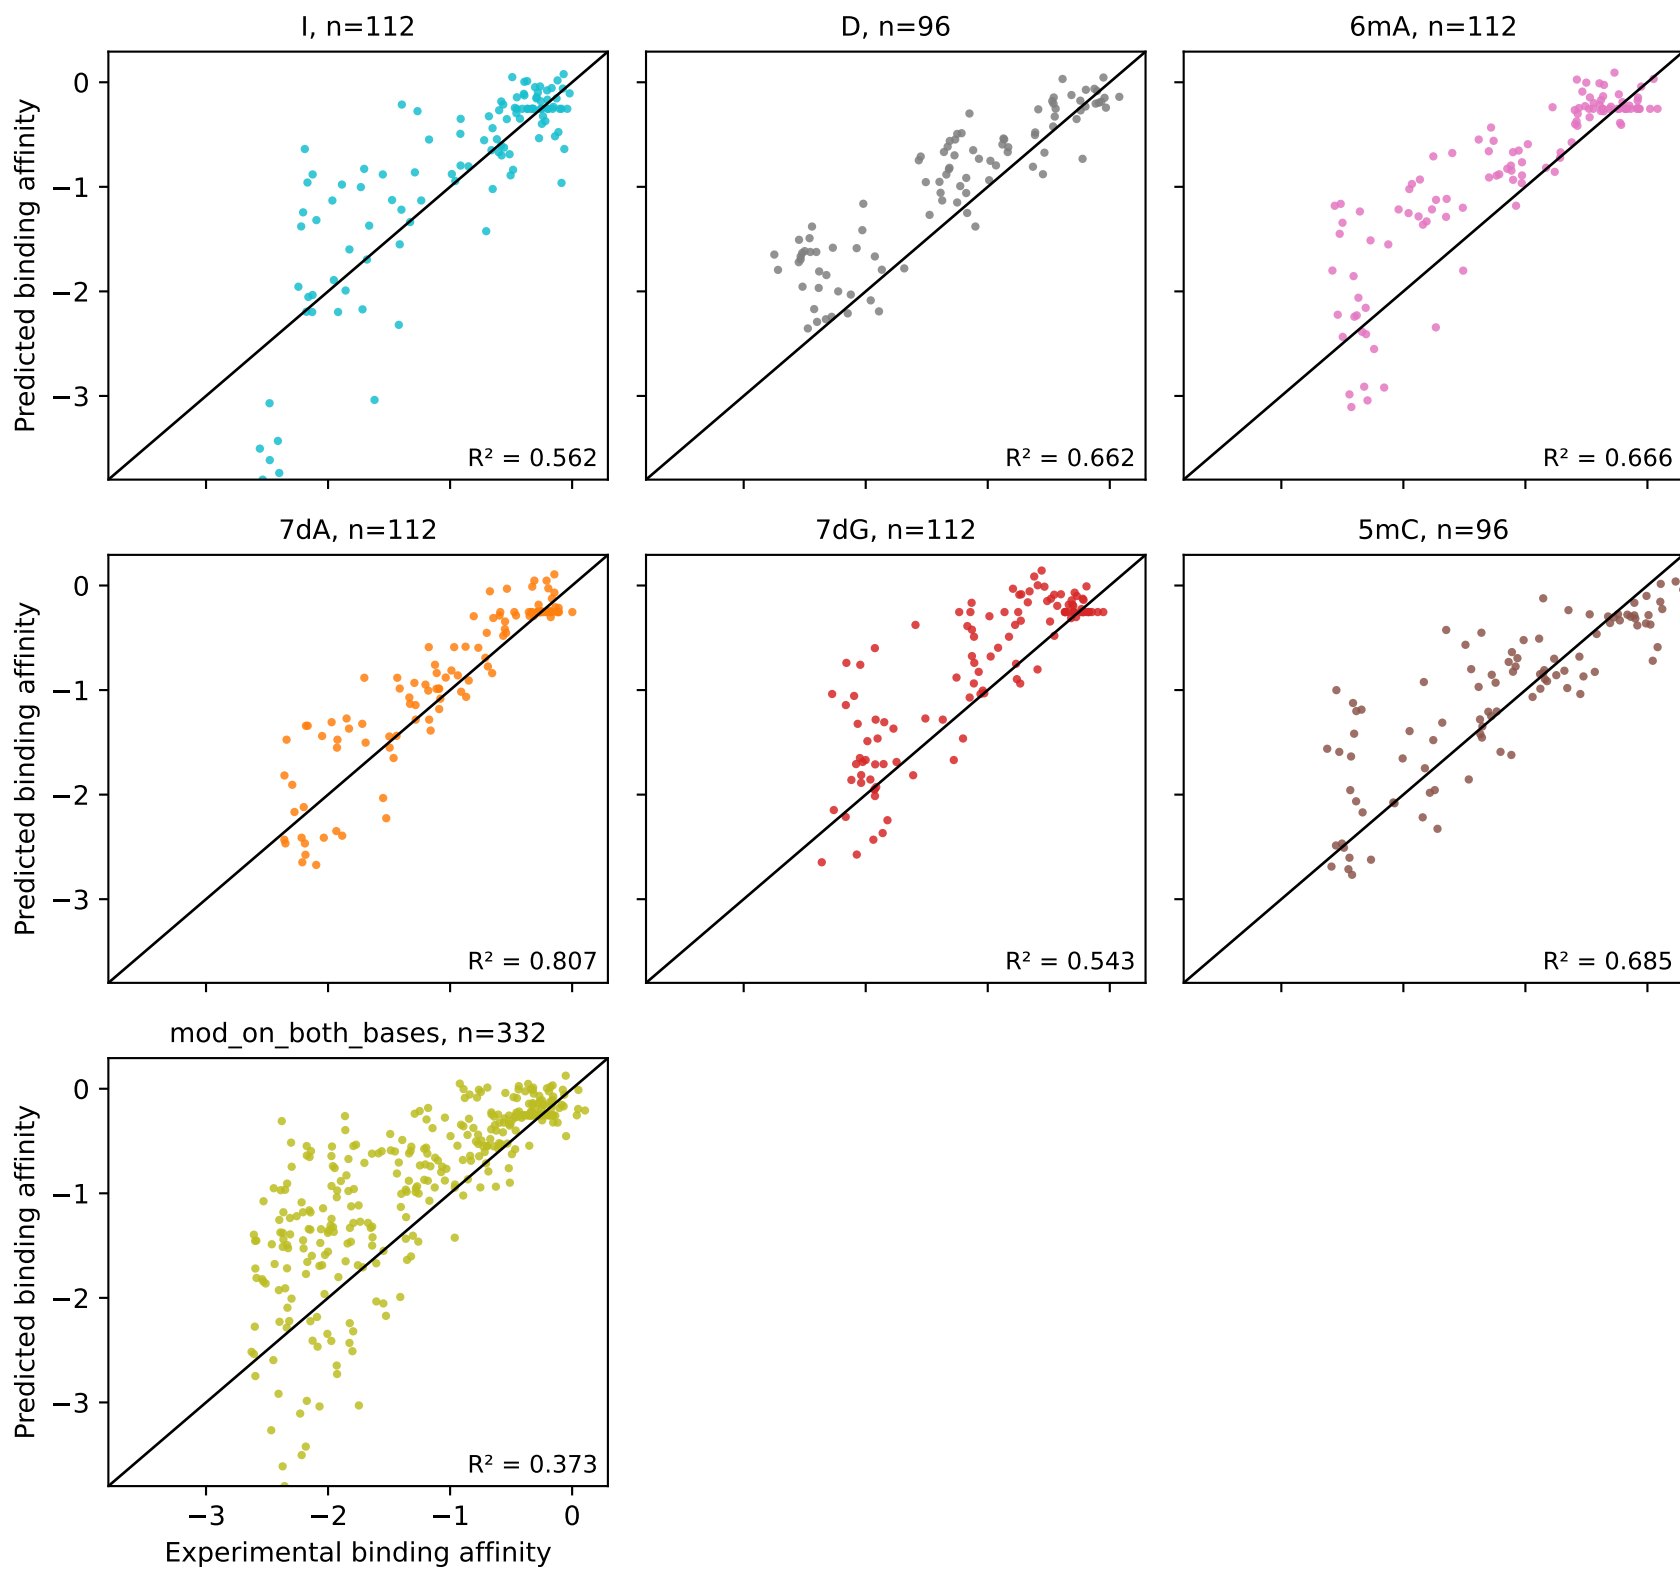 I, n=112
D, n=96
6mA, n=112
Predicted binding affinity
0
−1
−2
−3
R² = 0.562
R² = 0.662
R² = 0.666
7dA, n=112
7dG, n=112
5mC, n=96
Predicted binding affinity
0
−1
−2
−3
R² = 0.807
R² = 0.543
R² = 0.685
mod_on_both_bases, n=332
Predicted binding affinity
0
−1
−2
−3
R² = 0.373
−3 −2 −1 0
Experimental binding affinity